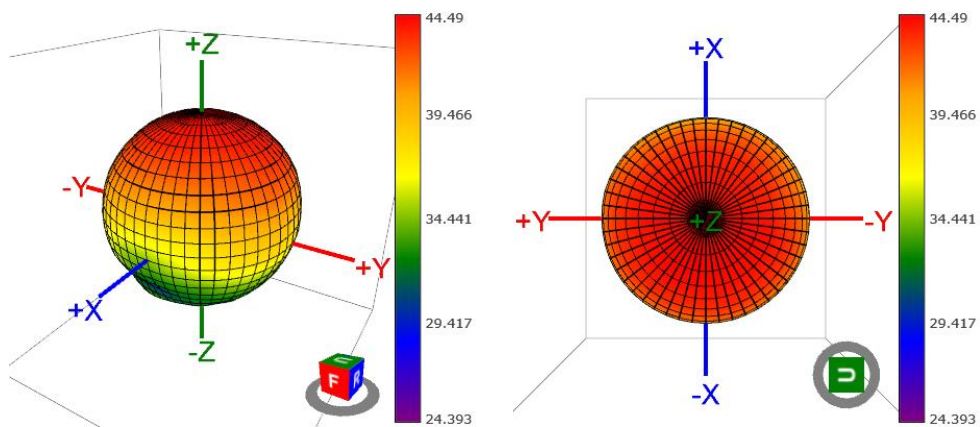 +Z
-Y
+Y
+X
-Z
44.49
39.466
34.441
29.417
24.393
U
F
R
+X
+Y
+Z
-Y
-X
44.49
39.466
34.441
29.417
24.393
U